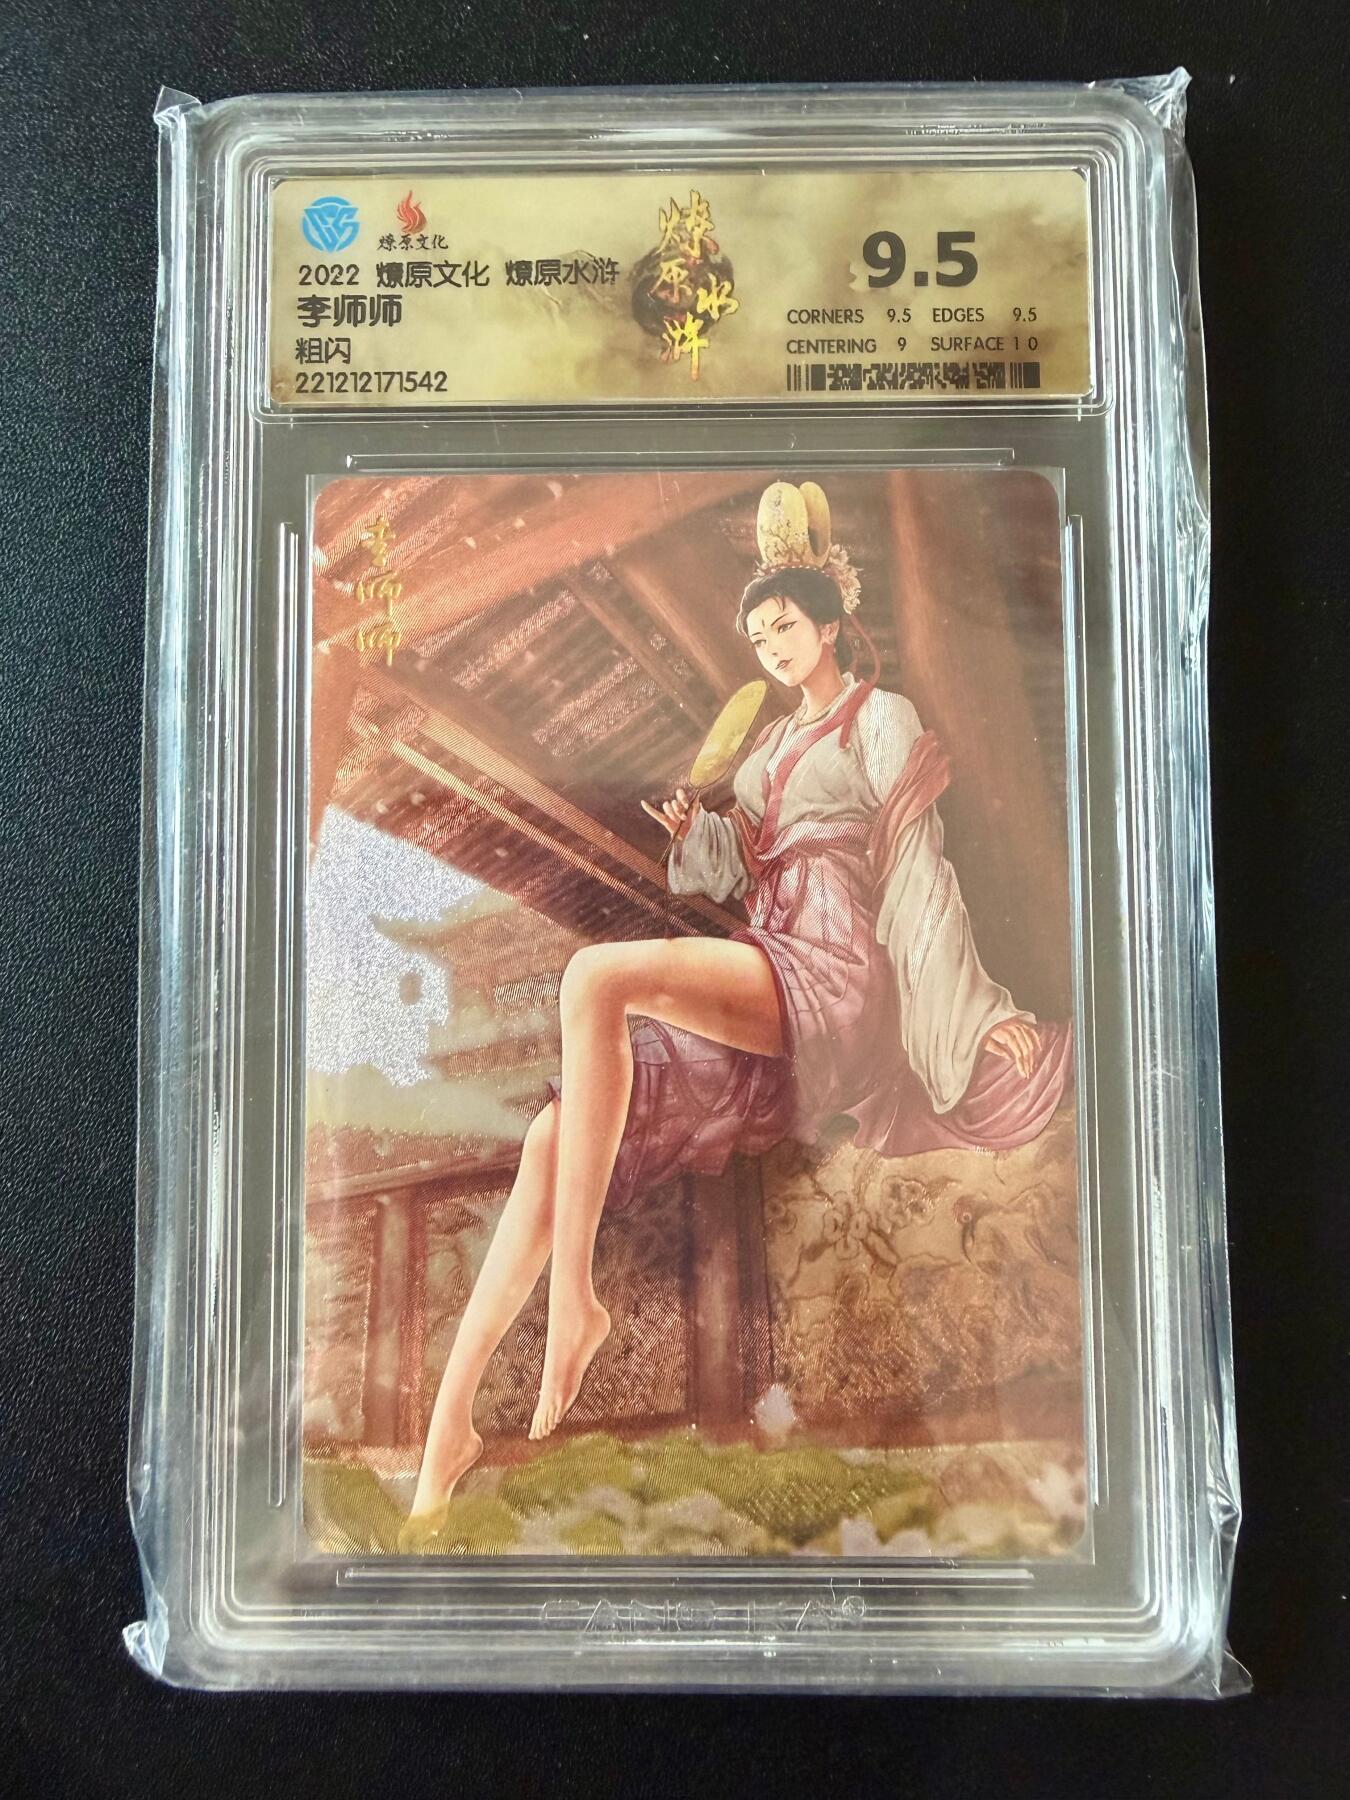 燎原文化
2022 燎原文化 燎原水浒
李师师
粗闪
221212171542
燎原水浒
9.5
CORNERS 9.5 EDGES 9.5
CENTERING 9 SURFACE 10
李师师